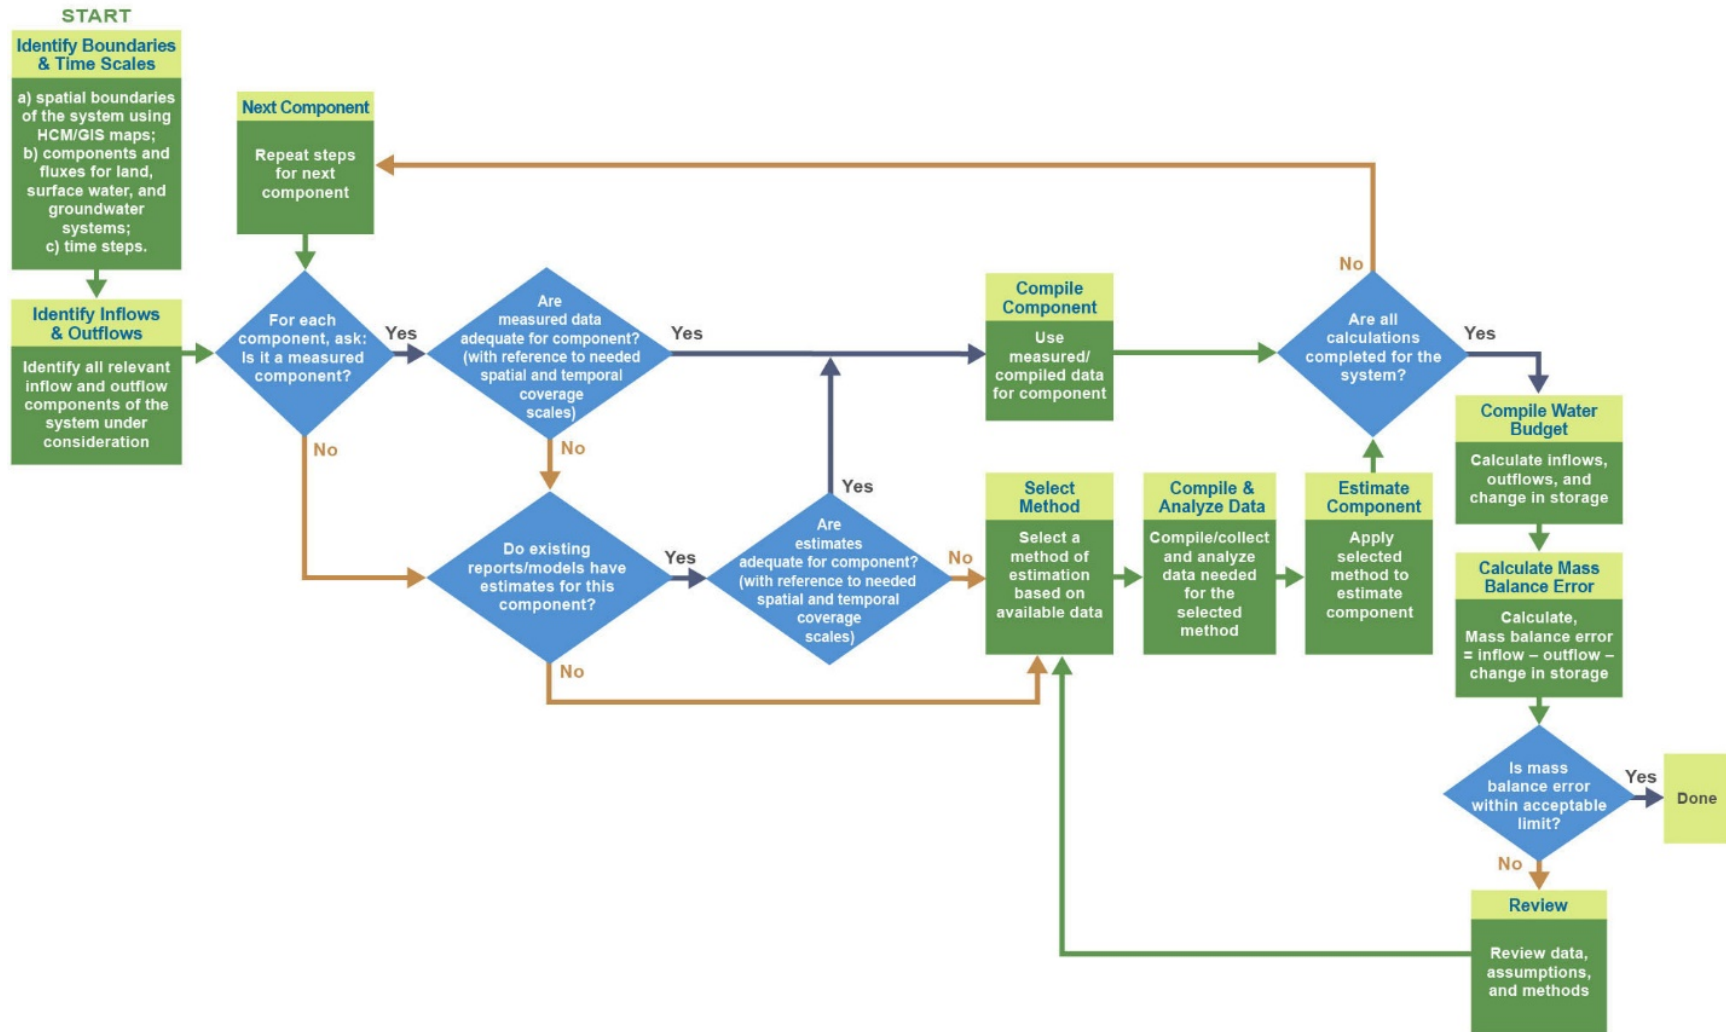 START
Identify Boundaries
& Time Scales
a) spatial boundaries
of the system using
HCM/GIS maps;
b) components and
fluxes for land,
surface water, and
groundwater
systems;
c) time steps.
Identify Inflows
& Outflows
Identify all relevant
inflow and outflow
components of the
system under
consideration
Next Component
Repeat steps
for next
component
For each
component, ask:
Is it a measured
component?
Yes
No
Are
measured data
adequate for component?
(with reference to needed
spatial and temporal
coverage
scales)
Yes
No
Do existing
reports/models have
estimates for this
component?
Yes
No
Are
estimates
adequate for component?
(with reference to needed
spatial and temporal
coverage
scales)
Yes
No
Compile
Component
Use
measured/
compiled data
for component
Select
Method
Select a
method of
estimation
based on
available data
Compile &
Analyze Data
Compile/collect
and analyze
data needed
for the
selected
method
Estimate
Component
Apply
selected
method to
estimate
component
No
Are all
calculations
completed for the
system?
Yes
Compile Water
Budget
Calculate inflows,
outflows, and
change in storage
Calculate Mass
Balance Error
Calculate,
Mass balance error
= inflow – outflow –
change in storage
Is mass
balance error
within acceptable
limit?
Yes
Done
No
Review
Review data,
assumptions,
and methods